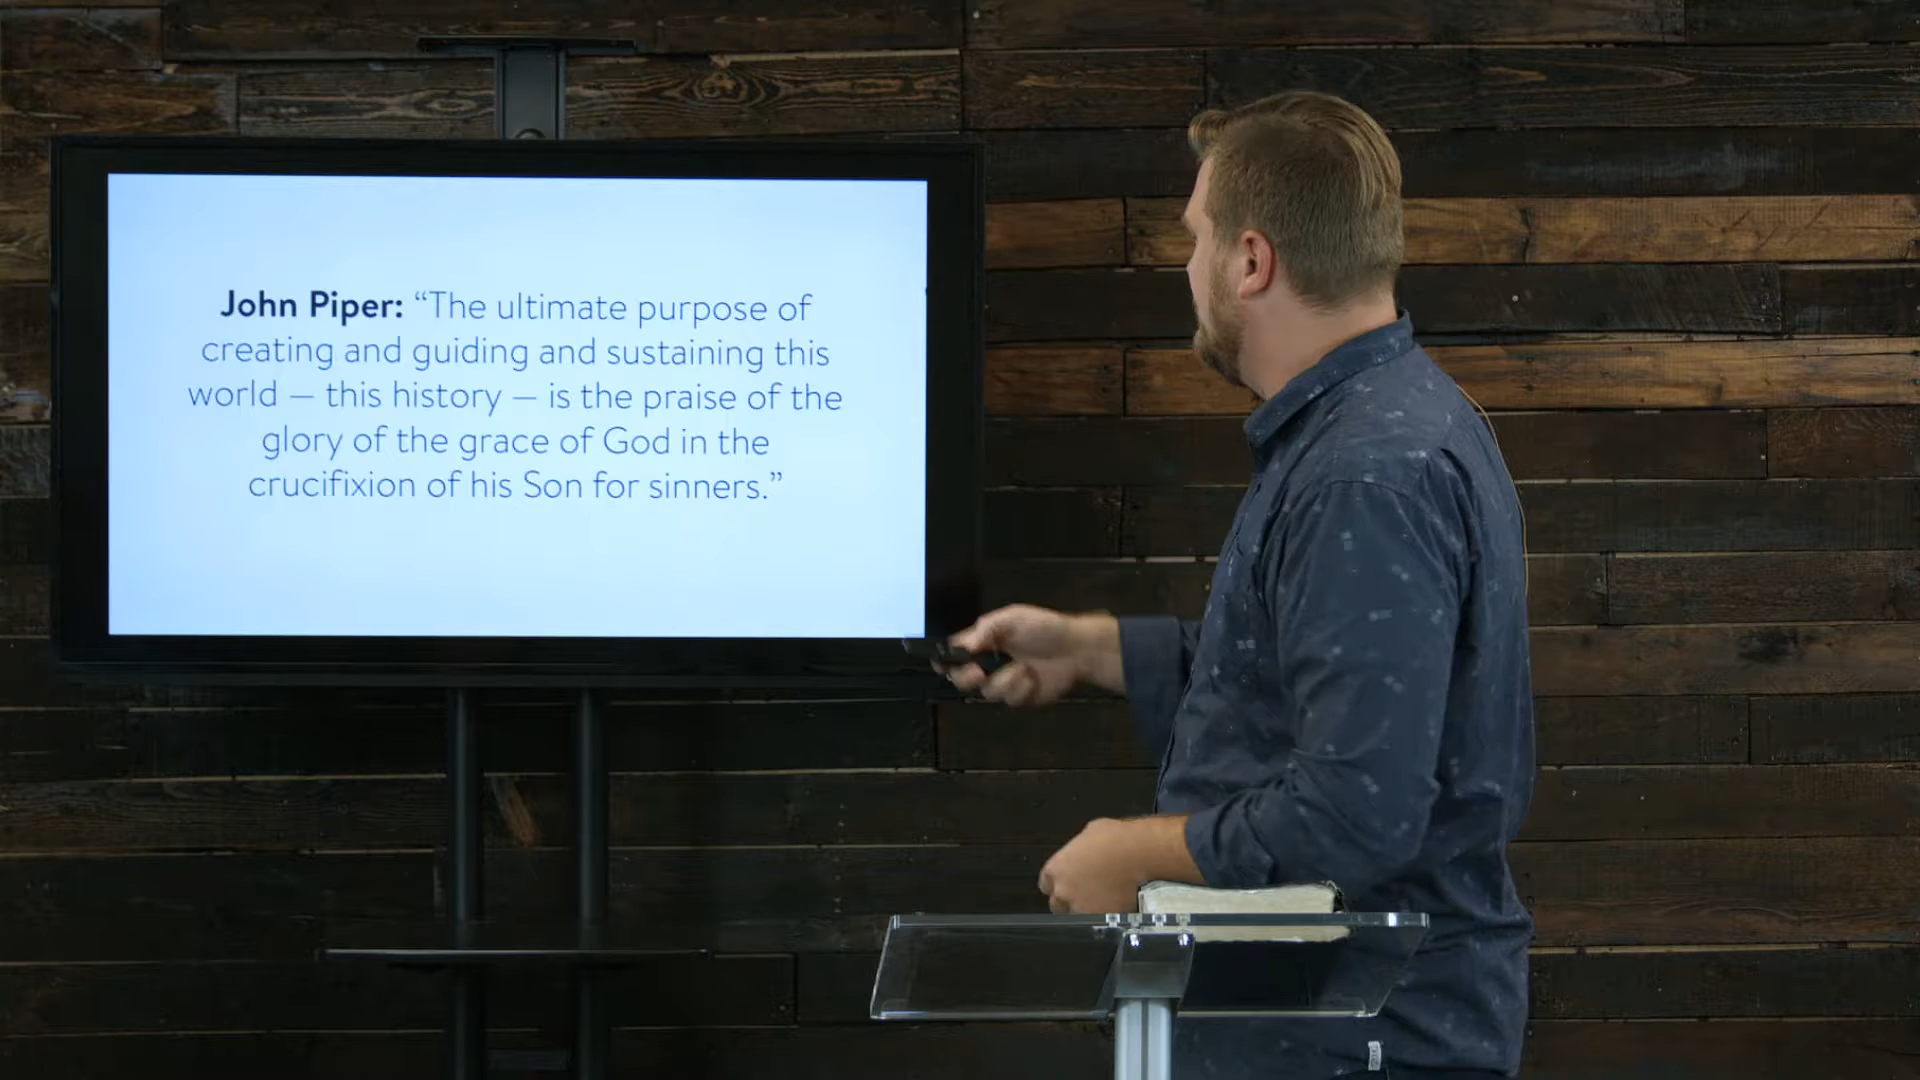 John Piper: “The ultimate purpose of
creating and guiding and sustaining this
world — this history — is the praise of the
glory of the grace of God in the
crucifixion of his Son for sinners.”